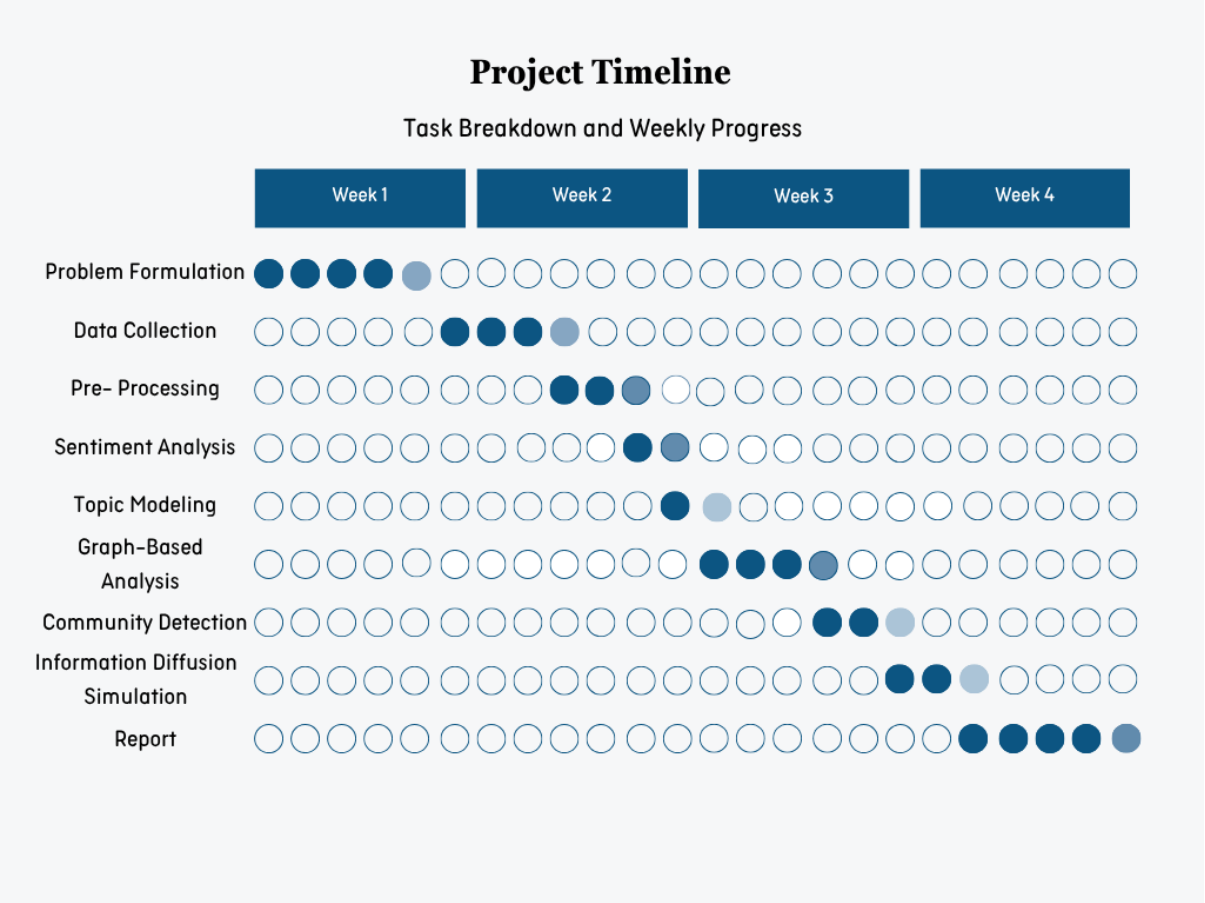 Project Timeline
Task Breakdown and Weekly Progress
Week 1
Week 2
Week 3
Week 4
Problem Formulation
Data Collection
Pre- Processing
Sentiment Analysis
Topic Modeling
Graph-Based
Analysis
Community Detection
Information Diffusion
Simulation
Report